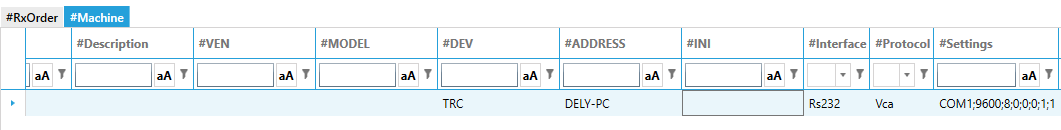 #RxOrder #Machine
#Description #VEN #MODEL #DEV #ADDRESS #INI #Interface #Protocol #Settings
aA aA aA aA aA aA aA aA
TRC DELY-PC Rs232 Vca COM1;9600;8;0;0;0;1;1